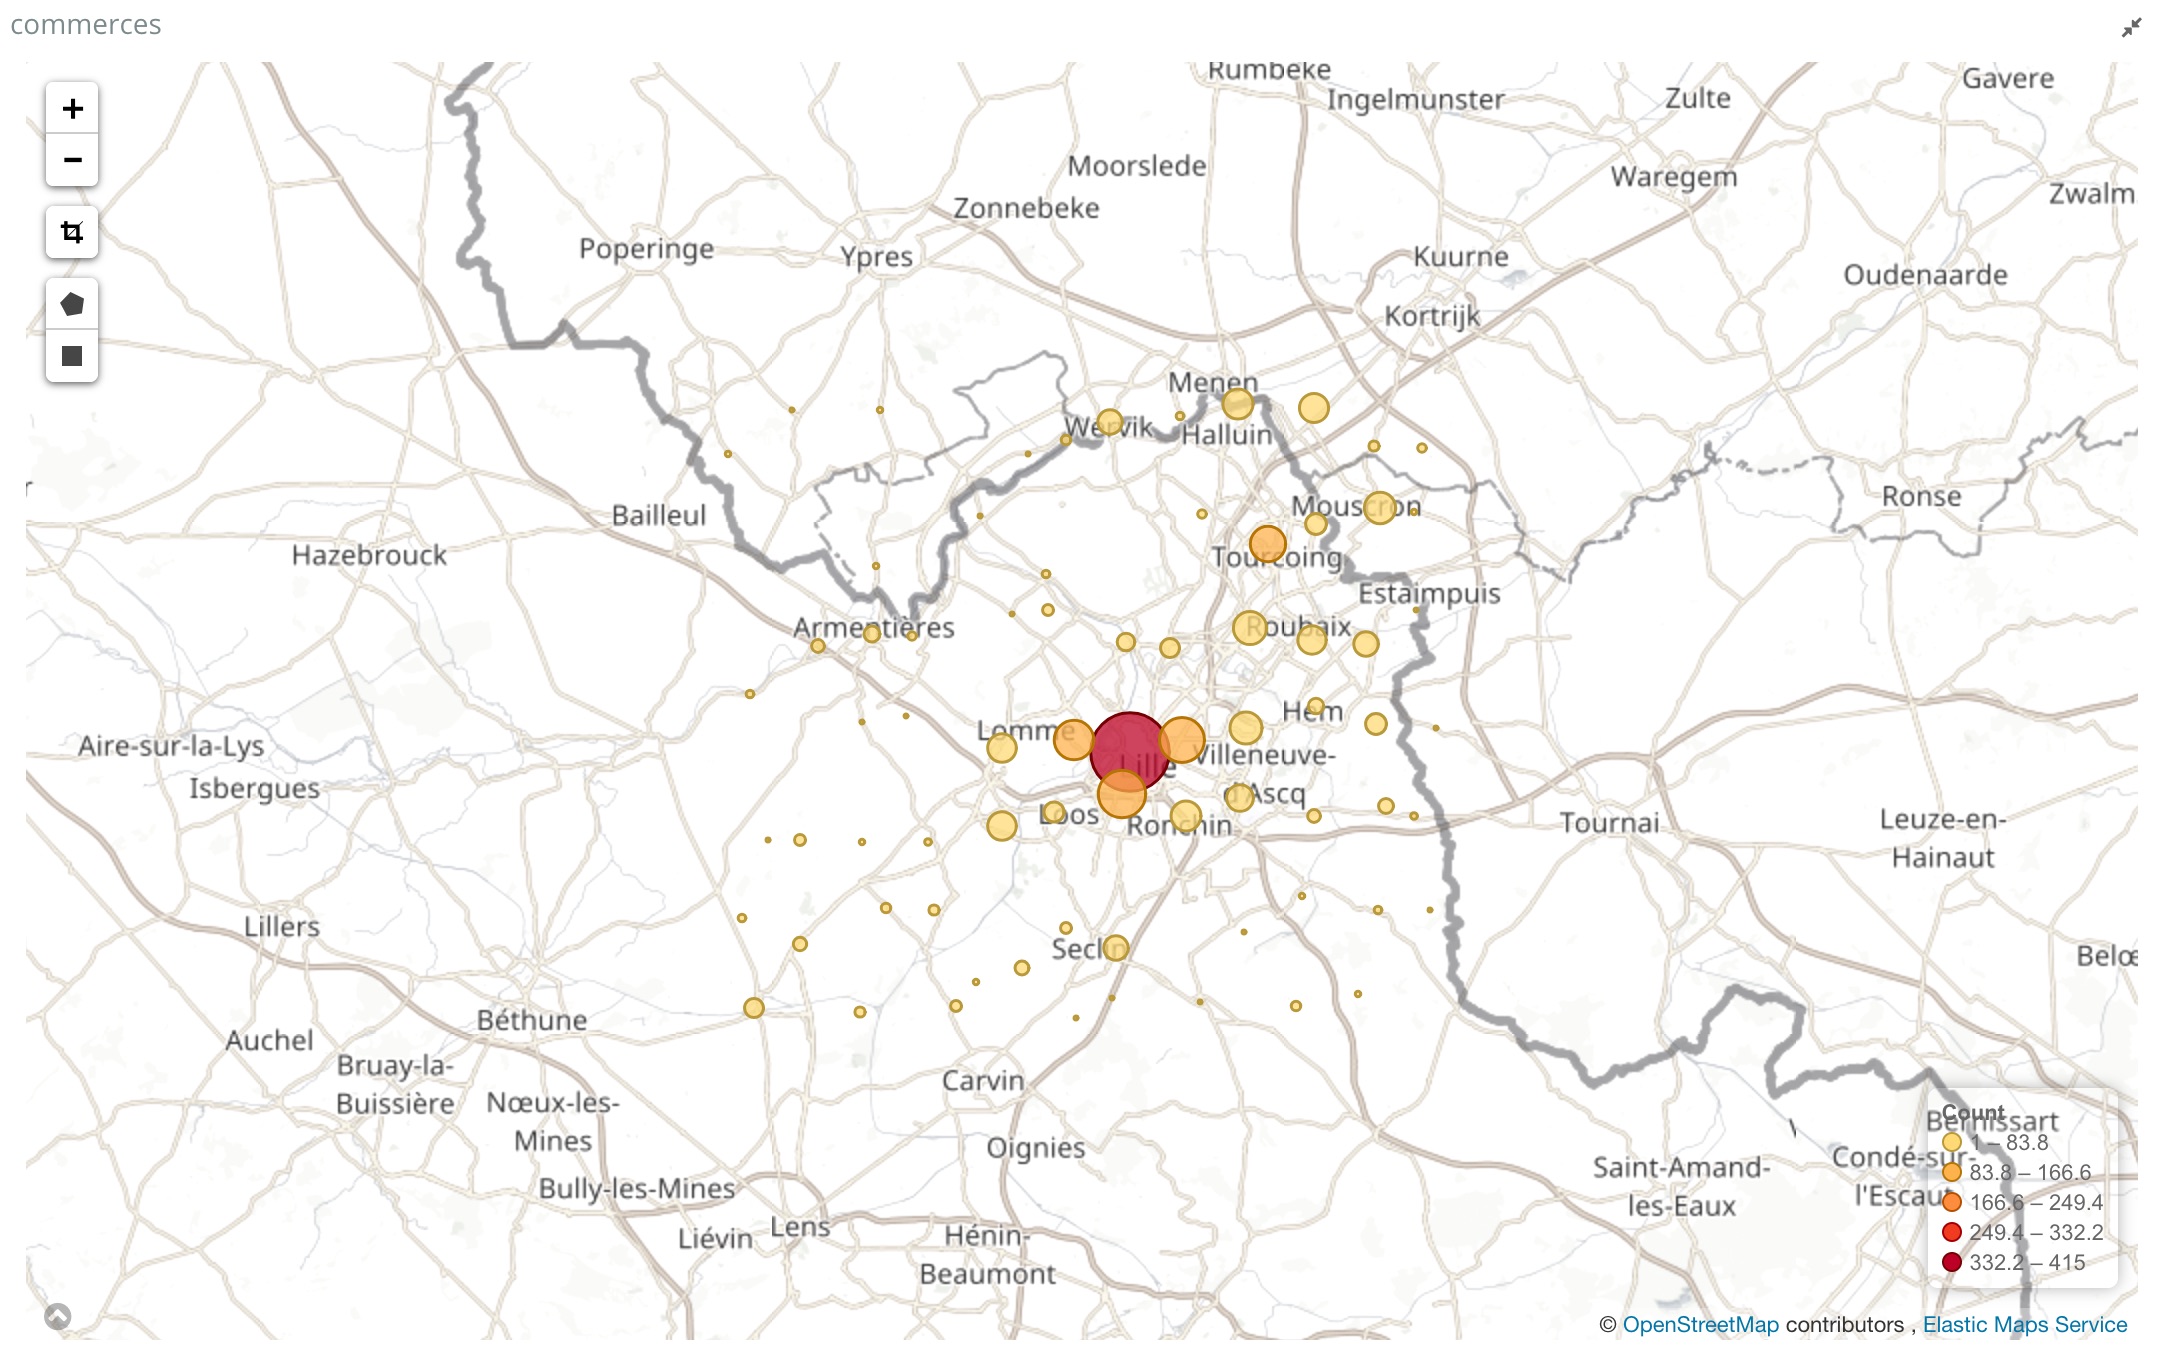 commerces
Rumbeke
Gavere
Ingelmunster
Zulte
Moorslede
Waregem
Zwalm
Zonnebeke
Poperinge
Ypres
Kuurne
Oudenaarde
Kortrijk
Menen
Wervik
Halluin
Ronse
Bailleul
Mouscron
Hazebrouck
Tourcoing
Estaimpuis
Armentières
Roubaix
Hem
Lomme
Aire-sur-la-Lys
Villeneuve-
d'Ascq
Lille
Isbergues
Loos
Ronchin
Tournai
Leuze-en-
Hainaut
Lillers
Seclin
Béthune
Auchel
Bruay-la-
Buissière
Carvin
Nœux-les-
Mines
Oignies
Bully-les-Mines
Saint-Amand-
les-Eaux
Liévin
Lens
Hénin-
Beaumont
Bernissart
Condé-sur-
l'Escaut
Count
1 – 83.8
83.8 – 166.6
166.6 – 249.4
249.4 – 332.2
332.2 – 415
© OpenStreetMap contributors , Elastic Maps Service